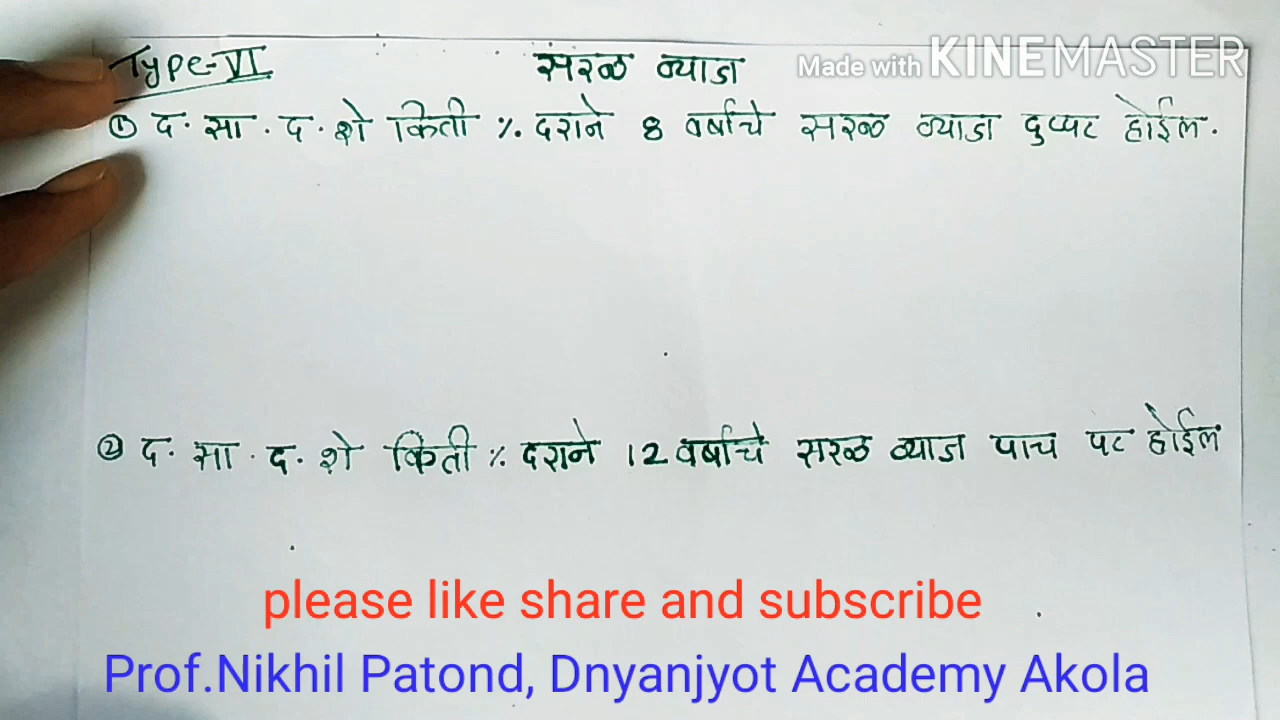 Type-VI सरळ व्याज
Made with KINEMASTER
① द. सा. द. शे किती % दराने 8 वर्षाचे सरळ व्याज दुप्पट होईल.
② द. सा. द. शे किती % दराने 12 वर्षाचे सरळ व्याज पाच पट होईल
please like share and subscribe
Prof.Nikhil Patond, Dnyanjyot Academy Akola